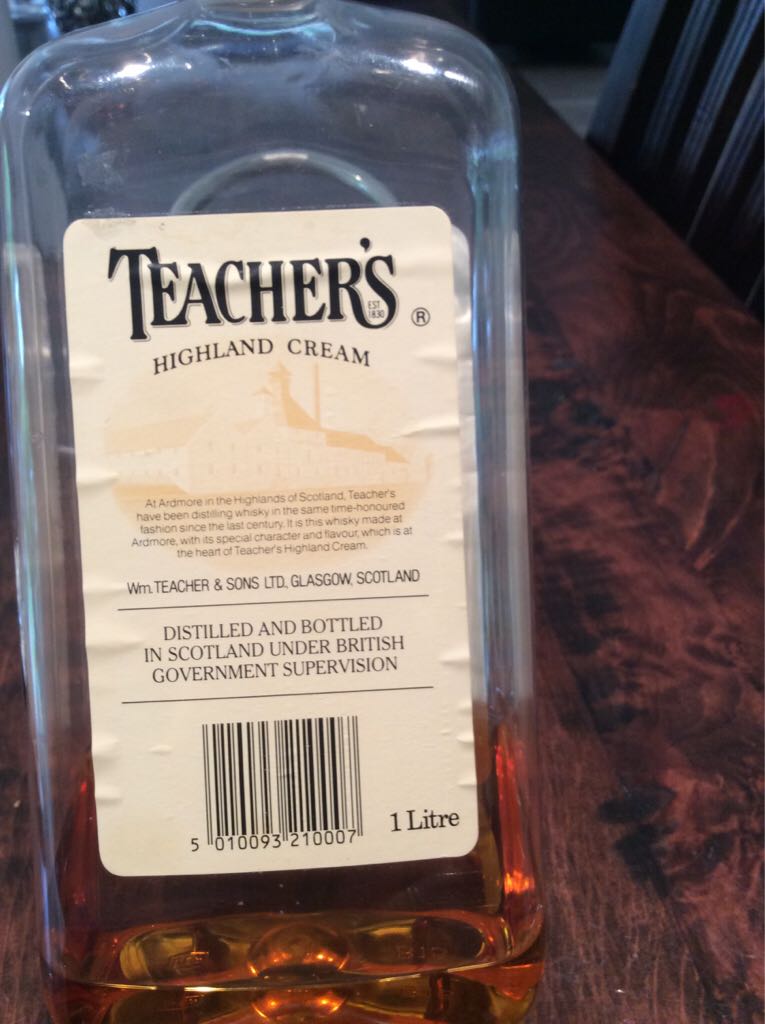 TEACHER'S
EST
1830
®
HIGHLAND CREAM
At Ardmore in the Highlands of Scotland, Teacher's
have been distilling whisky in the same time-honoured
fashion since the last century. It is this whisky made at
Ardmore, with its special character and flavour, which is at
the heart of Teacher's Highland Cream.
Wm. TEACHER & SONS LTD., GLASGOW, SCOTLAND
DISTILLED AND BOTTLED
IN SCOTLAND UNDER BRITISH
GOVERNMENT SUPERVISION
5 010093 210007
1 Litre